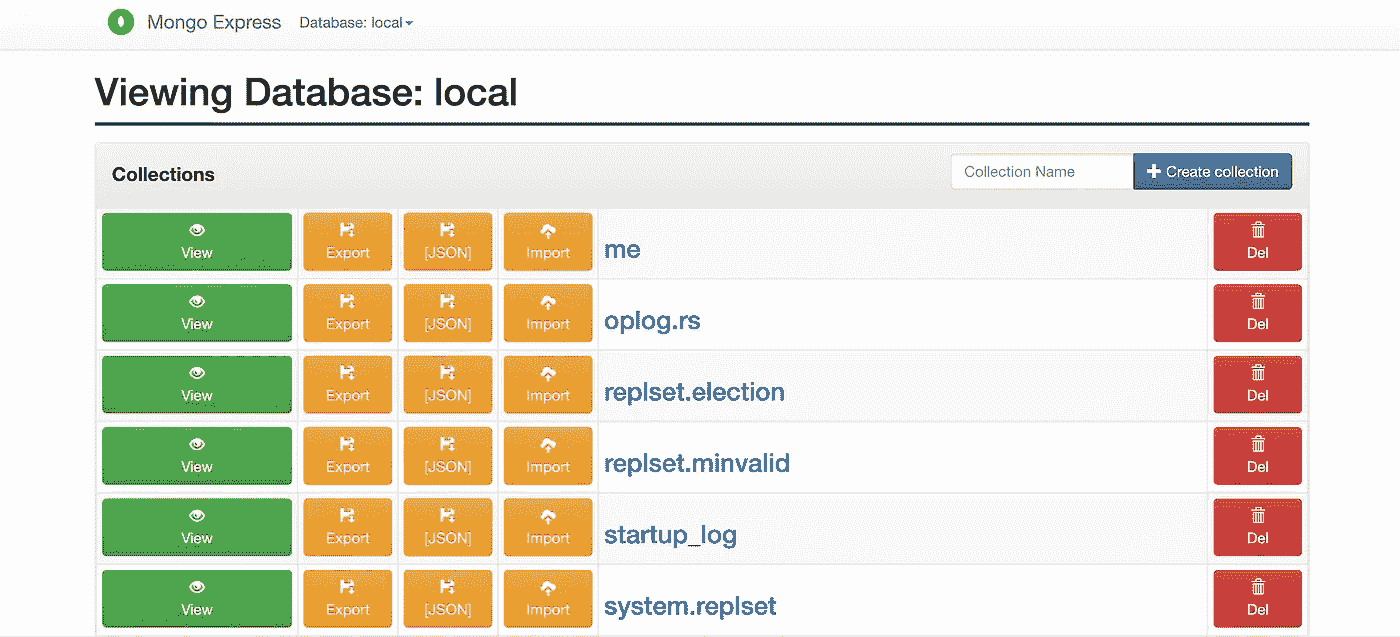 Mongo Express Database: local
Viewing Database: local
Collections Collection Name Create collection
View Export [JSON] Import me Del
View Export [JSON] Import oplog.rs Del
View Export [JSON] Import replset.election Del
View Export [JSON] Import replset.minvalid Del
View Export [JSON] Import startup_log Del
View Export [JSON] Import system.replset Del